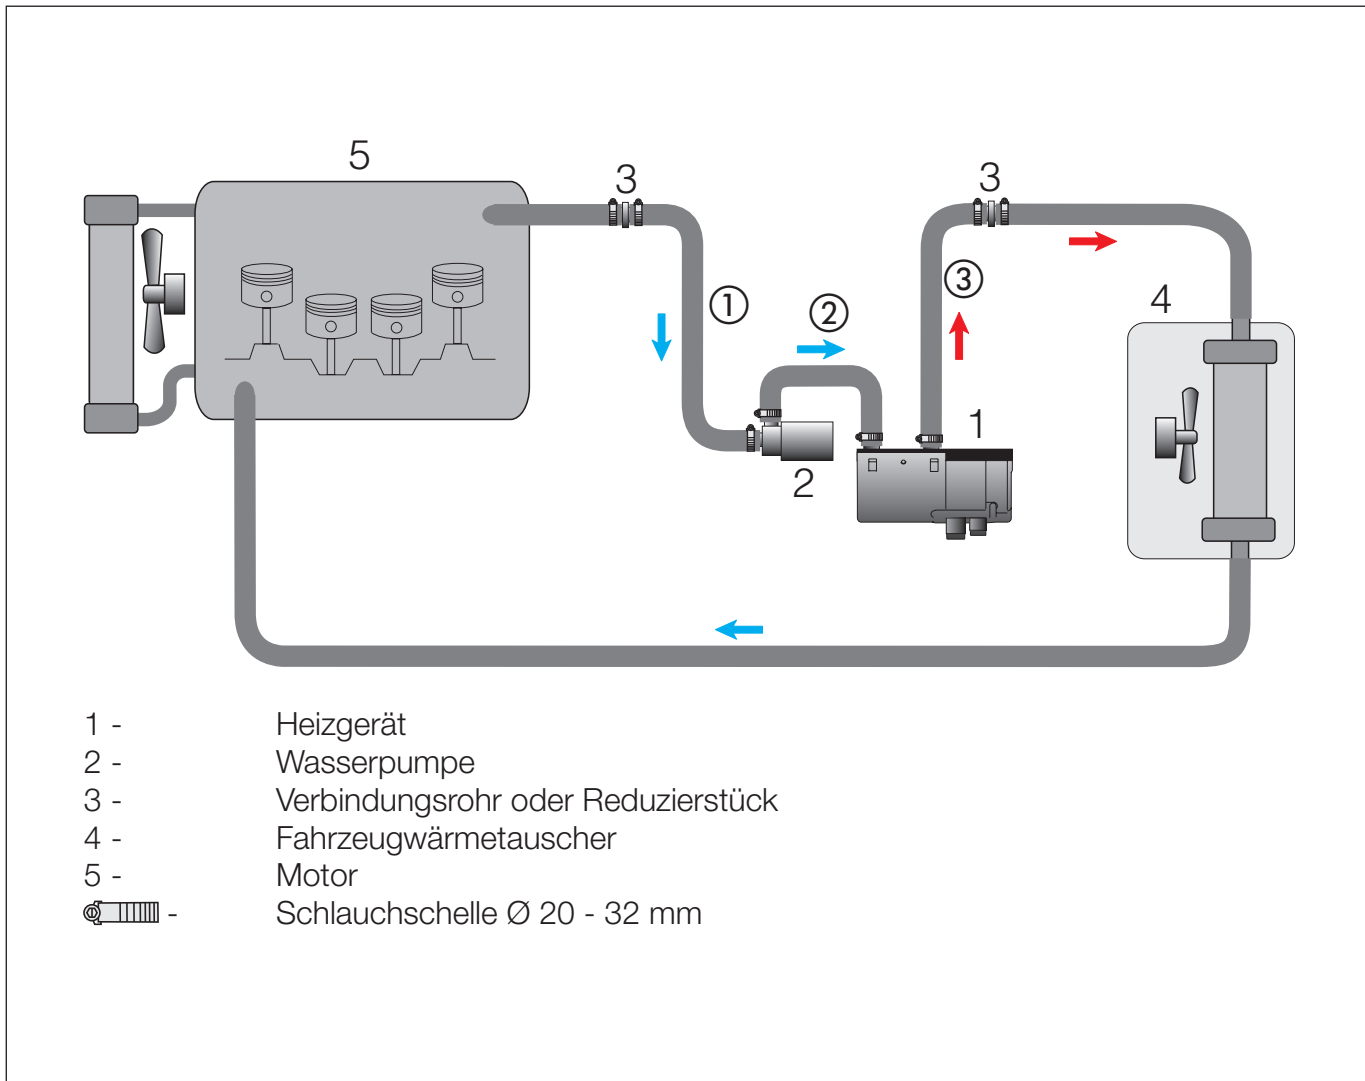 5
3
3
①
②
③
4
1
2
1 - Heizgerät
2 - Wasserpumpe
3 - Verbindungsrohr oder Reduzierstück
4 - Fahrzeugwärmetauscher
5 - Motor
- Schlauchschelle Ø 20 - 32 mm